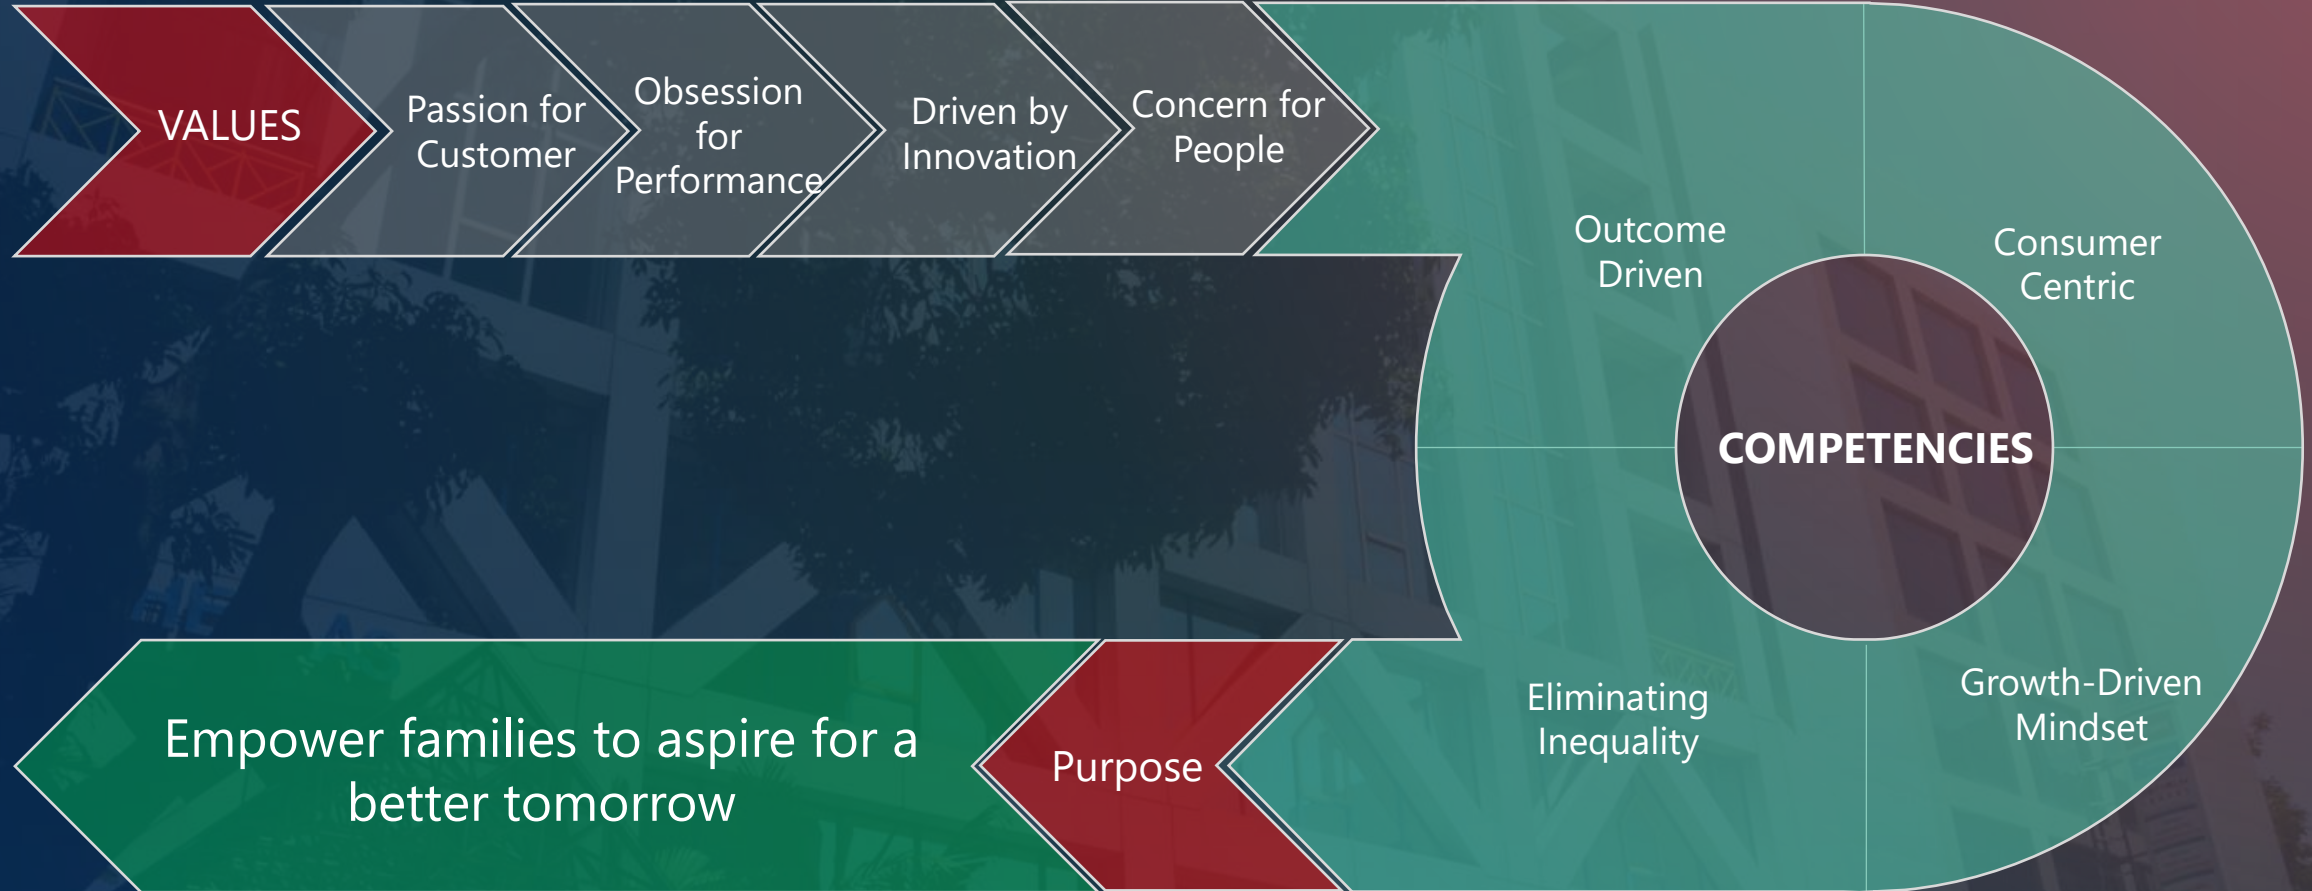 VALUES
Passion for
Customer
Obsession
for
Performance
Driven by
Innovation
Concern for
People
Outcome
Driven
Consumer
Centric
COMPETENCIES
Growth-Driven
Mindset
Eliminating
Inequality
Purpose
Empower families to aspire for a
better tomorrow